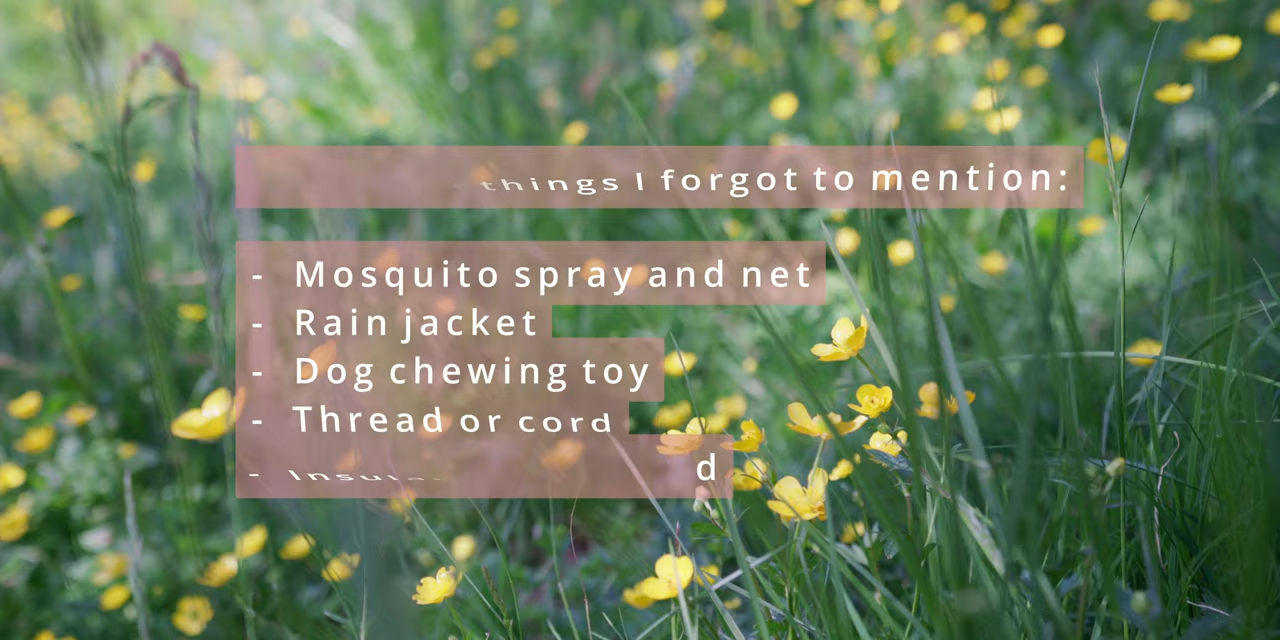 things I forgot to mention:
- Mosquito spray and net
- Rain jacket
- Dog chewing toy
- Thread or cord
-